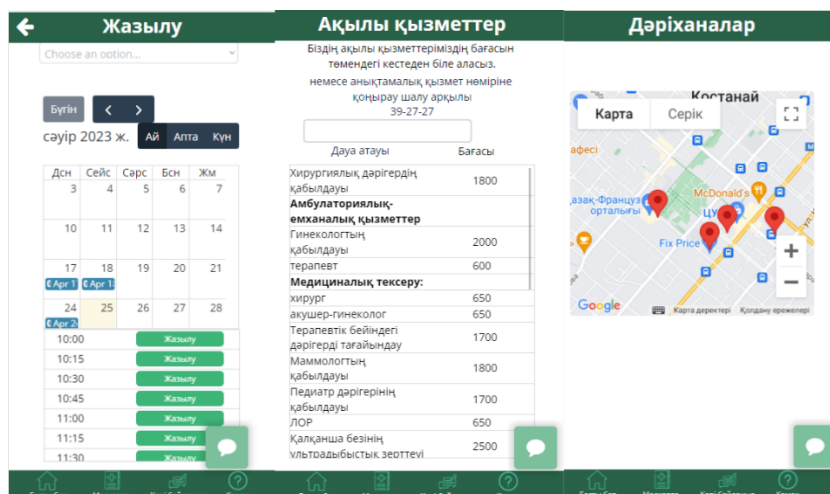 Жазылу
Choose an option...
Бүгін
сәуір 2023 ж. Ай Апта Күн
Дсн Сейс Сәрс Бсн Жм
3 4 5 6 7
10 11 12 13 14
17 18 19 20 21
24 25 26 27 28
10:00 Жазылу
10:15 Жазылу
10:30 Жазылу
10:45 Жазылу
11:00 Жазылу
11:15 Жазылу
11:30 Жазылу
Ақылы қызметтер
Біздің ақылы қызметтеріміздің бағасын
төмендегі кестеден біле аласыз.
немесе анықтамалық қызмет нөміріне
қоңырау шалу арқылы
39-27-27
Дауа атауы Бағасы
Хирургиялық дәрігердің
қабылдауы 1800
Амбулаториялық-
емханалық қызметтер
Гинекологтың
қабылдауы 2000
терапевт 600
Медициналық тексеру:
хирург 650
акушер-гинеколог 650
Терапевтік бейіндегі
дәрігерді тағайындау 1700
Маммологтың
қабылдауы 1800
Педиатр дәрігерінің
қабылдауы 1700
ЛОР 650
Қалқанша безінің
ультрадыбыстық зерттеуі 2500
Дәріханалар
Костанай
Карта Серік
McDonald's
орталығы
ЦУ
Fix Price
Google
Карта деректері Қолдану ережелері